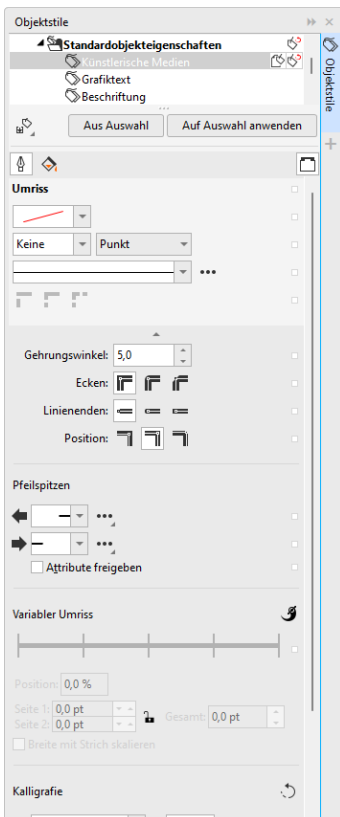 Objektstile
Standardobjekteigenschaften
Künstlerische Medien
Grafiktext
Beschriftung
Objektstile
Aus Auswahl Auf Auswahl anwenden
Umriss
Keine Punkt
Gehrungswinkel: 5,0
Ecken:
Linienenden:
Position:
Pfeilspitzen
Attribute freigeben
Variabler Umriss
Position: 0,0 %
Seite 1: 0,0 pt
Seite 2: 0,0 pt
Gesamt: 0,0 pt
Breite mit Strich skalieren
Kalligrafie